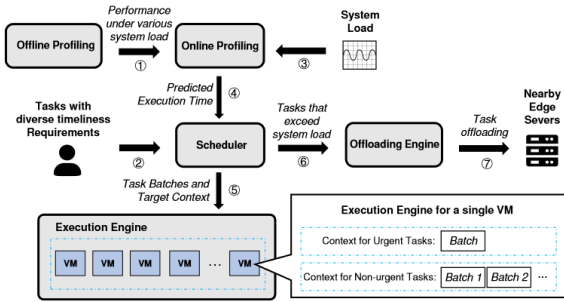 Performance
under various
system load
System
Load
Offline Profiling
①
Online Profiling
③
Predicted
Execution Time
④
Tasks with
diverse timeliness
Requirements
②
Scheduler
Tasks that
exceed
system load
⑥
Offloading Engine
Task
offloading
⑦
Nearby
Edge
Severs
Task Batches and
Target Context
⑤
Execution Engine
VM VM VM VM ··· VM
Execution Engine for a single VM
Context for Urgent Tasks: Batch
Context for Non-urgent Tasks: Batch 1 Batch 2 ···